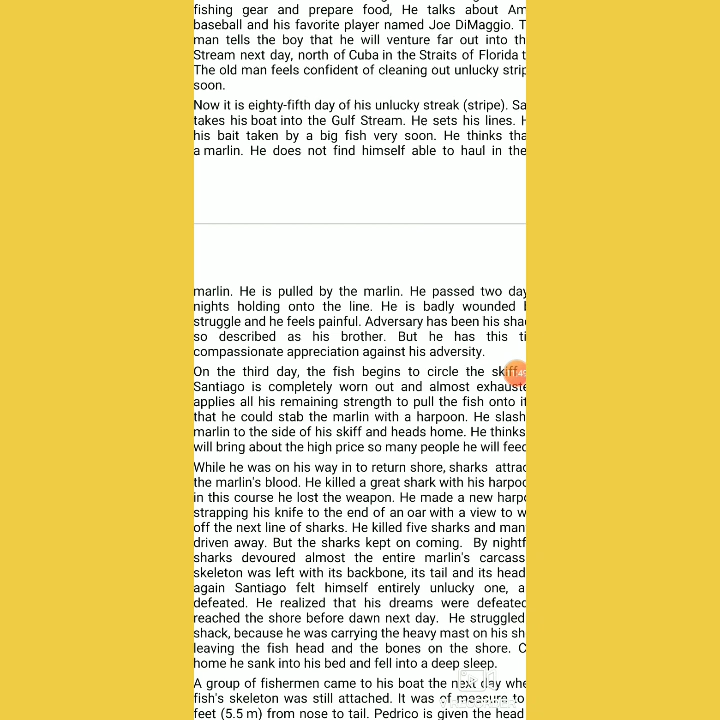 fishing gear and prepare food, He talks about Am
baseball and his favorite player named Joe DiMaggio. T
man tells the boy that he will venture far out into th
Stream next day, north of Cuba in the Straits of Florida t
The old man feels confident of cleaning out unlucky strip
soon.
Now it is eighty-fifth day of his unlucky streak (stripe). Sa
takes his boat into the Gulf Stream. He sets his lines. H
his bait taken by a big fish very soon. He thinks tha
a marlin. He does not find himself able to haul in the
marlin. He is pulled by the marlin. He passed two day
nights holding onto the line. He is badly wounded
struggle and he feels painful. Adversary has been his sha
so described as his brother. But he has this ti
compassionate appreciation against his adversity.
On the third day, the fish begins to circle the skiff
Santiago is completely worn out and almost exhauste
applies all his remaining strength to pull the fish onto it
that he could stab the marlin with a harpoon. He slash
marlin to the side of his skiff and heads home. He thinks
will bring about the high price so many people he will feed
While he was on his way in to return shore, sharks attrac
the marlin's blood. He killed a great shark with his harpoo
in this course he lost the weapon. He made a new harpo
strapping his knife to the end of an oar with a view to w
off the next line of sharks. He killed five sharks and man
driven away. But the sharks kept on coming. By nightf
sharks devoured almost the entire marlin's carcass
skeleton was left with its backbone, its tail and its head
again Santiago felt himself entirely unlucky one, a
defeated. He realized that his dreams were defeated
reached the shore before dawn next day. He struggled
shack, because he was carrying the heavy mast on his sh
leaving the fish head and the bones on the shore. C
home he sank into his bed and fell into a deep sleep.
A group of fishermen came to his boat the next day whe
fish's skeleton was still attached. It was of measure to
feet (5.5 m) from nose to tail. Pedrico is given the head